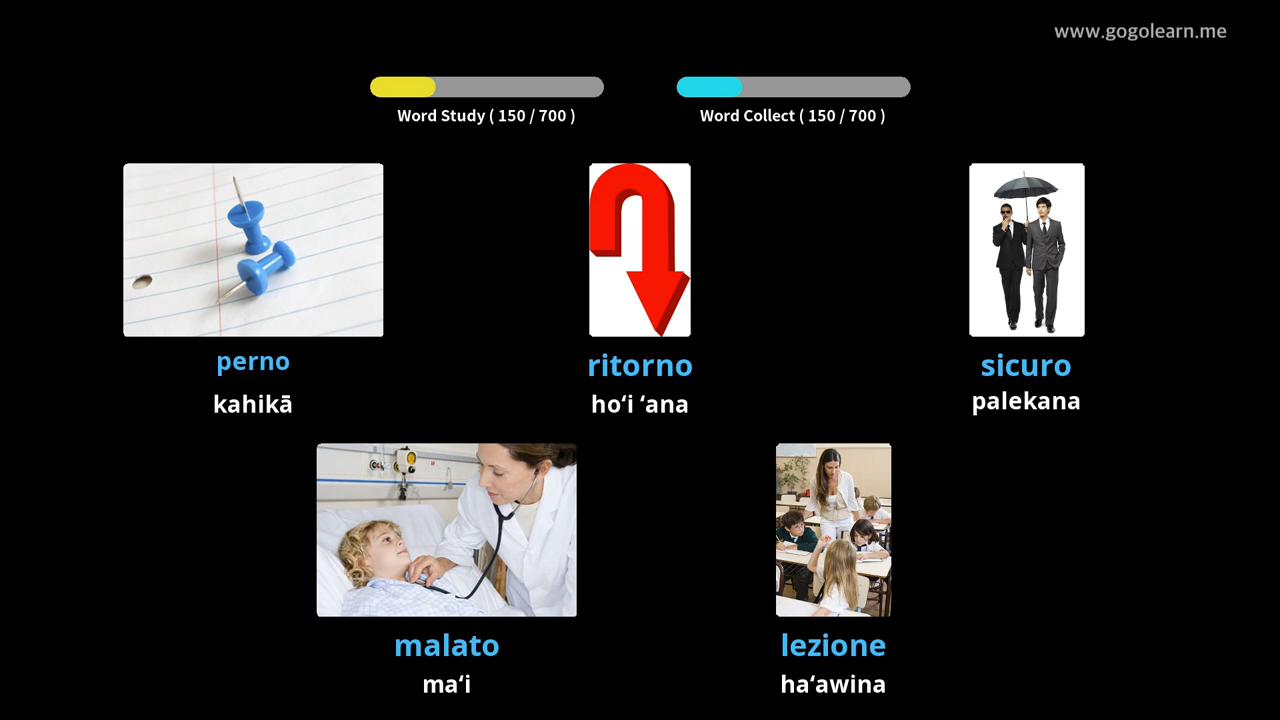 www.gogolearn.me
Word Study ( 150 / 700 )
Word Collect ( 150 / 700 )
perno
kahikā
ritorno
hoʻi ʻana
sicuro
palekana
malato
maʻi
lezione
haʻawina